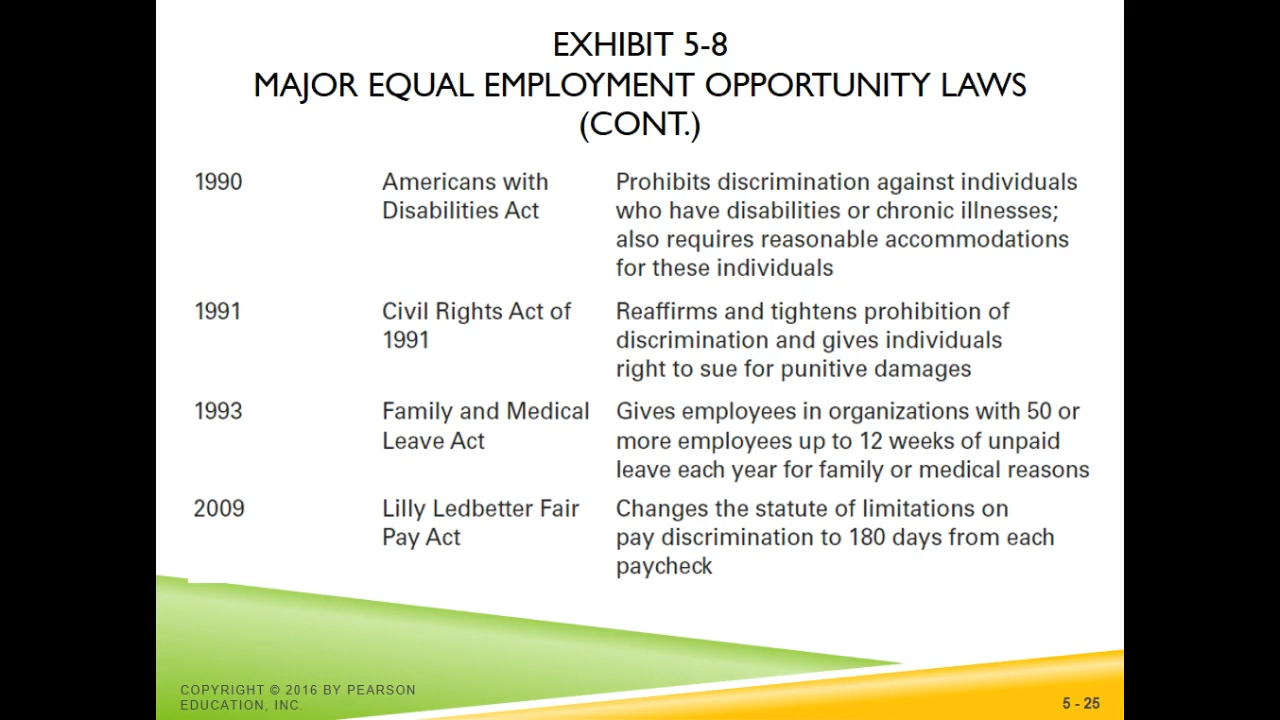 EXHIBIT 5-8
MAJOR EQUAL EMPLOYMENT OPPORTUNITY LAWS
(CONT.)
1990 Americans with Prohibits discrimination against individuals
Disabilities Act who have disabilities or chronic illnesses;
also requires reasonable accommodations
for these individuals
1991 Civil Rights Act of Reaffirms and tightens prohibition of
1991 discrimination and gives individuals
right to sue for punitive damages
1993 Family and Medical Gives employees in organizations with 50 or
Leave Act more employees up to 12 weeks of unpaid
leave each year for family or medical reasons
2009 Lilly Ledbetter Fair Changes the statute of limitations on
Pay Act pay discrimination to 180 days from each
paycheck
COPYRIGHT © 2016 BY PEARSON
EDUCATION, INC.
5 - 25